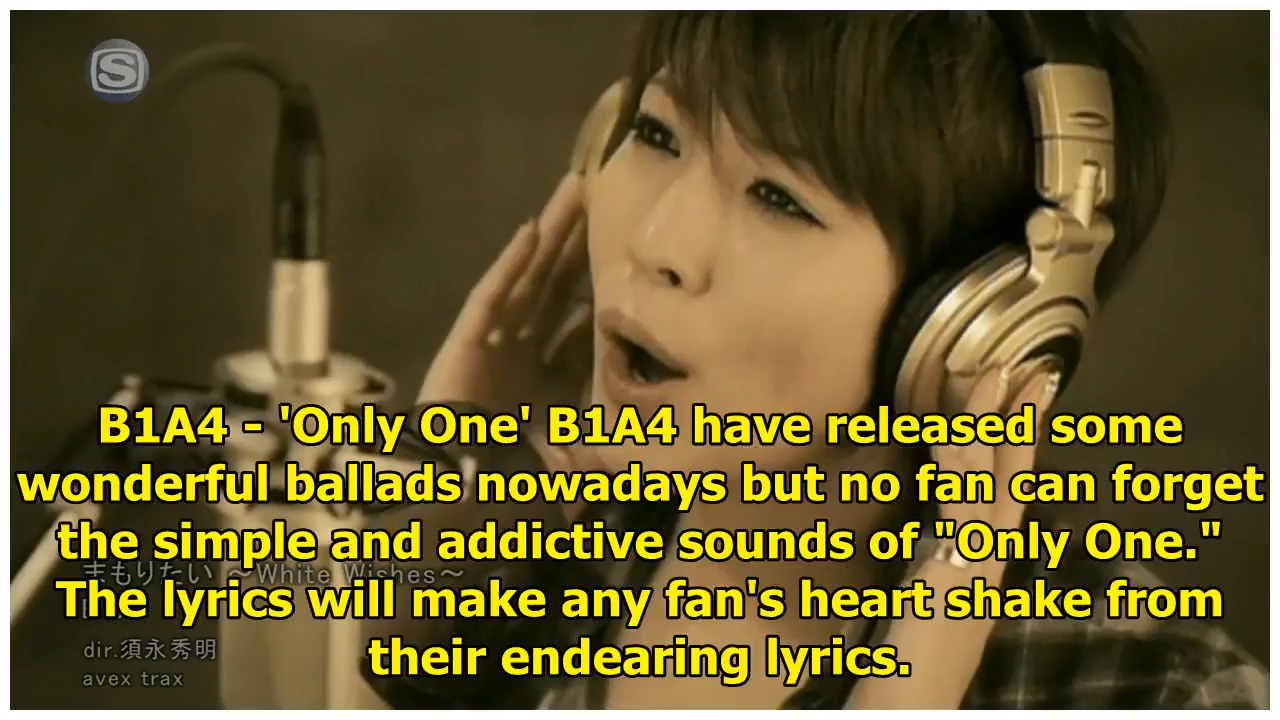 S
B1A4 - 'Only One' B1A4 have released some
wonderful ballads nowadays but no fan can forget
the simple and addictive sounds of "Only One."
まもりたい ～White Wishes～
The lyrics will make any fan's heart shake from
dir.須永秀明
their endearing lyrics.
avex trax